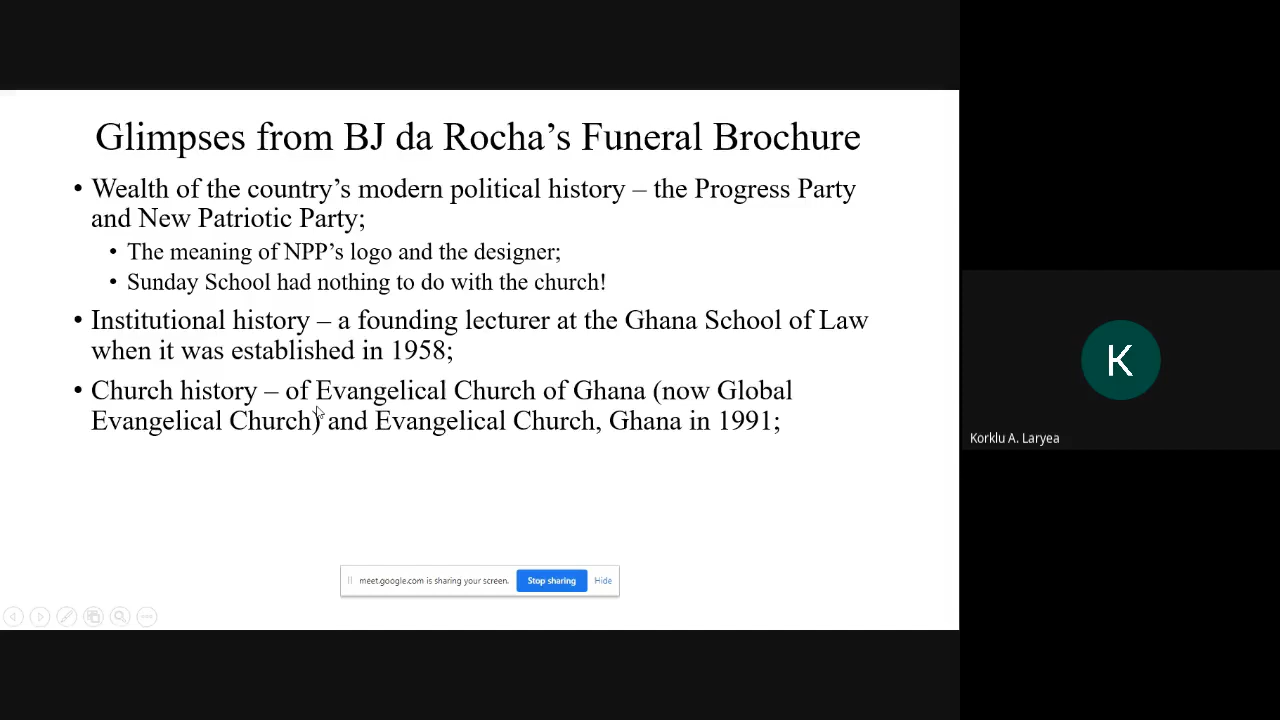 Glimpses from BJ da Rocha’s Funeral Brochure
• Wealth of the country’s modern political history – the Progress Party
and New Patriotic Party;
• The meaning of NPP’s logo and the designer;
• Sunday School had nothing to do with the church!
• Institutional history – a founding lecturer at the Ghana School of Law
when it was established in 1958;
• Church history – of Evangelical Church of Ghana (now Global
Evangelical Church) and Evangelical Church, Ghana in 1991;
meet.google.com is sharing your screen. Stop sharing Hide
K
Korklu A. Laryea